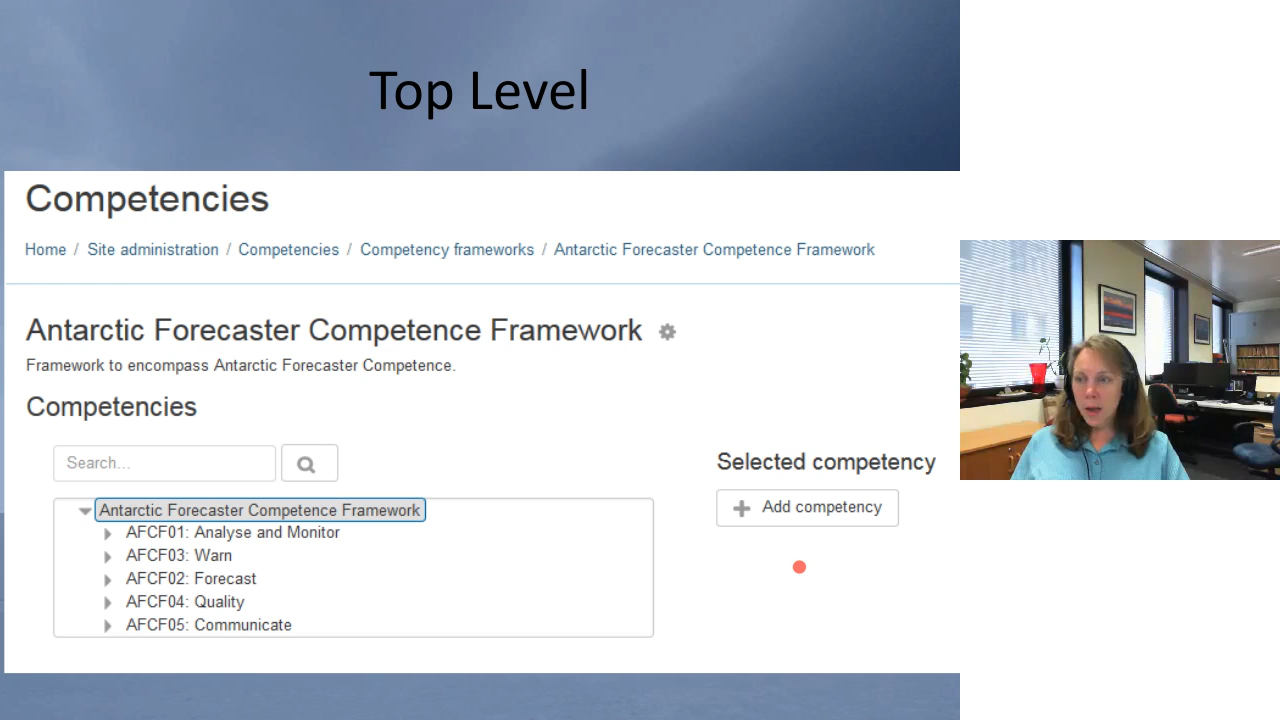 Top Level
Competencies
Home / Site administration / Competencies / Competency frameworks / Antarctic Forecaster Competence Framework
Antarctic Forecaster Competence Framework
Framework to encompass Antarctic Forecaster Competence.
Competencies
Search...
Selected competency
Add competency
Antarctic Forecaster Competence Framework
AFCF01: Analyse and Monitor
AFCF03: Warn
AFCF02: Forecast
AFCF04: Quality
AFCF05: Communicate